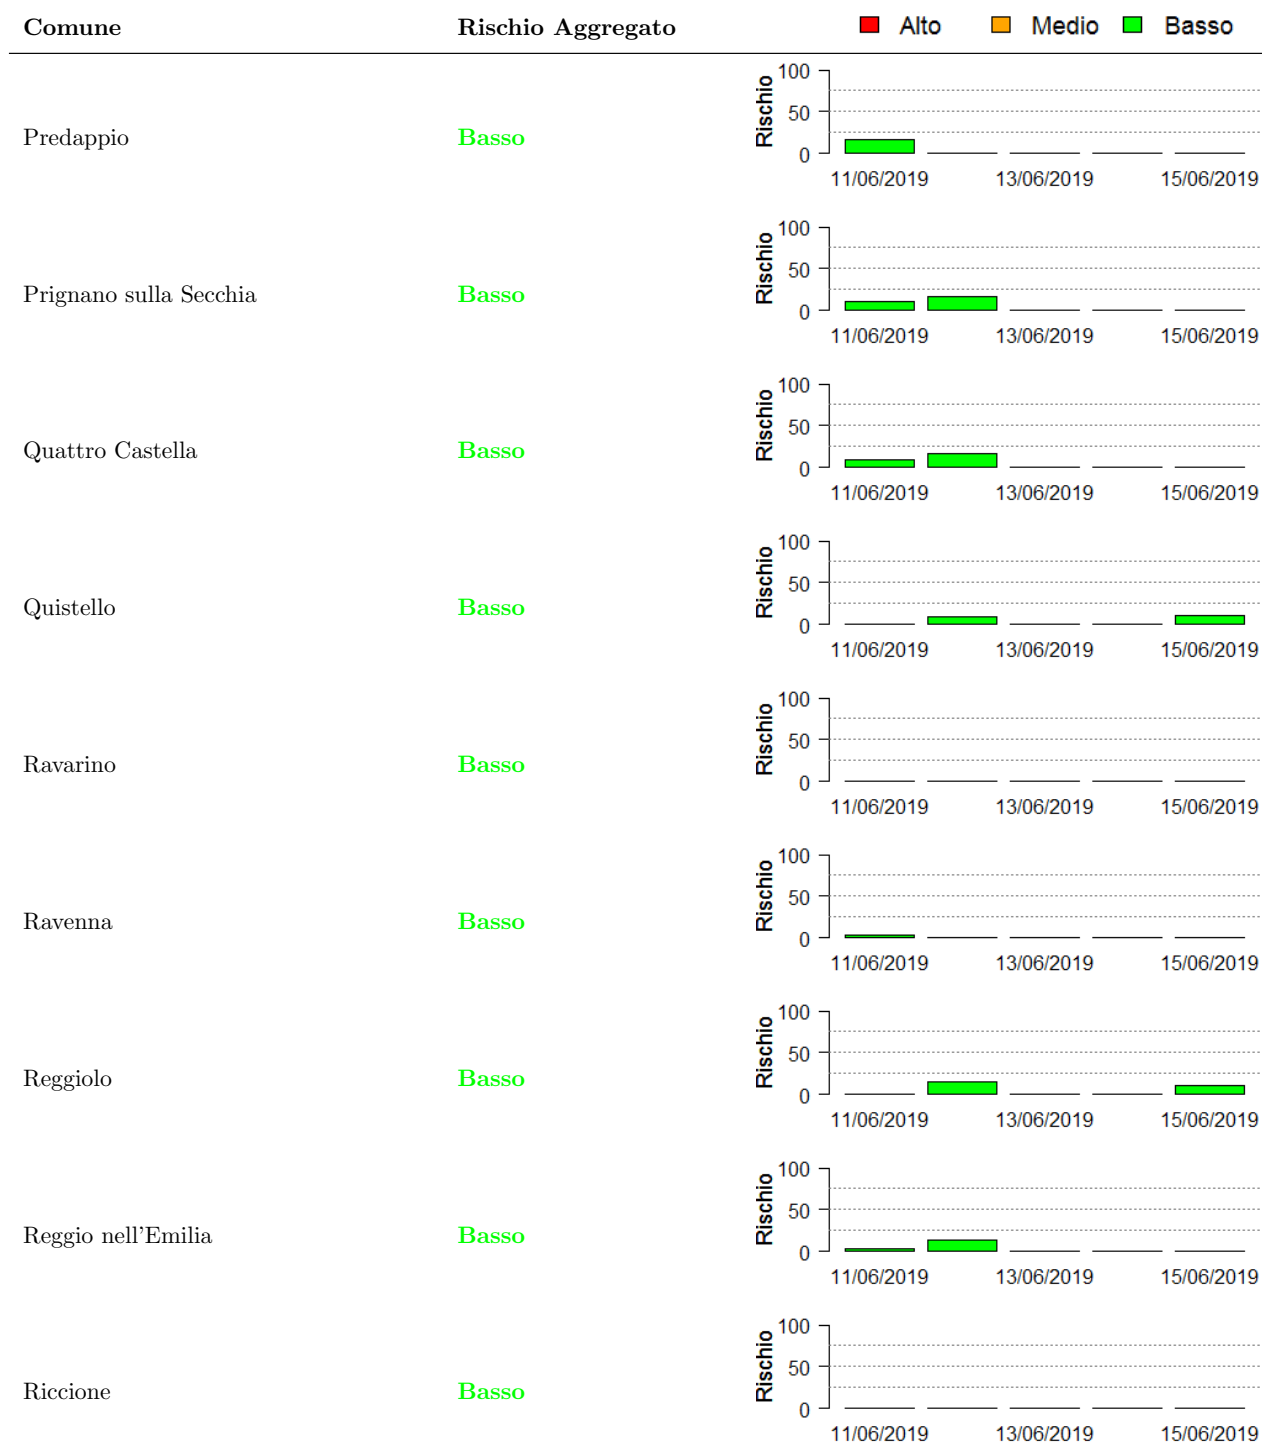 Comune Rischio Aggregato Alto Medio Basso
100
50
0
Rischio
Predappio Basso
11/06/2019 13/06/2019 15/06/2019
100
50
0
Rischio
Prignano sulla Secchia Basso
11/06/2019 13/06/2019 15/06/2019
100
50
0
Rischio
Quattro Castella Basso
11/06/2019 13/06/2019 15/06/2019
100
50
0
Rischio
Quistello Basso
11/06/2019 13/06/2019 15/06/2019
100
50
0
Rischio
Ravarino Basso
11/06/2019 13/06/2019 15/06/2019
100
50
0
Rischio
Ravenna Basso
11/06/2019 13/06/2019 15/06/2019
100
50
0
Rischio
Reggiolo Basso
11/06/2019 13/06/2019 15/06/2019
100
50
0
Rischio
Reggio nell'Emilia Basso
11/06/2019 13/06/2019 15/06/2019
100
50
0
Rischio
Riccione Basso
11/06/2019 13/06/2019 15/06/2019